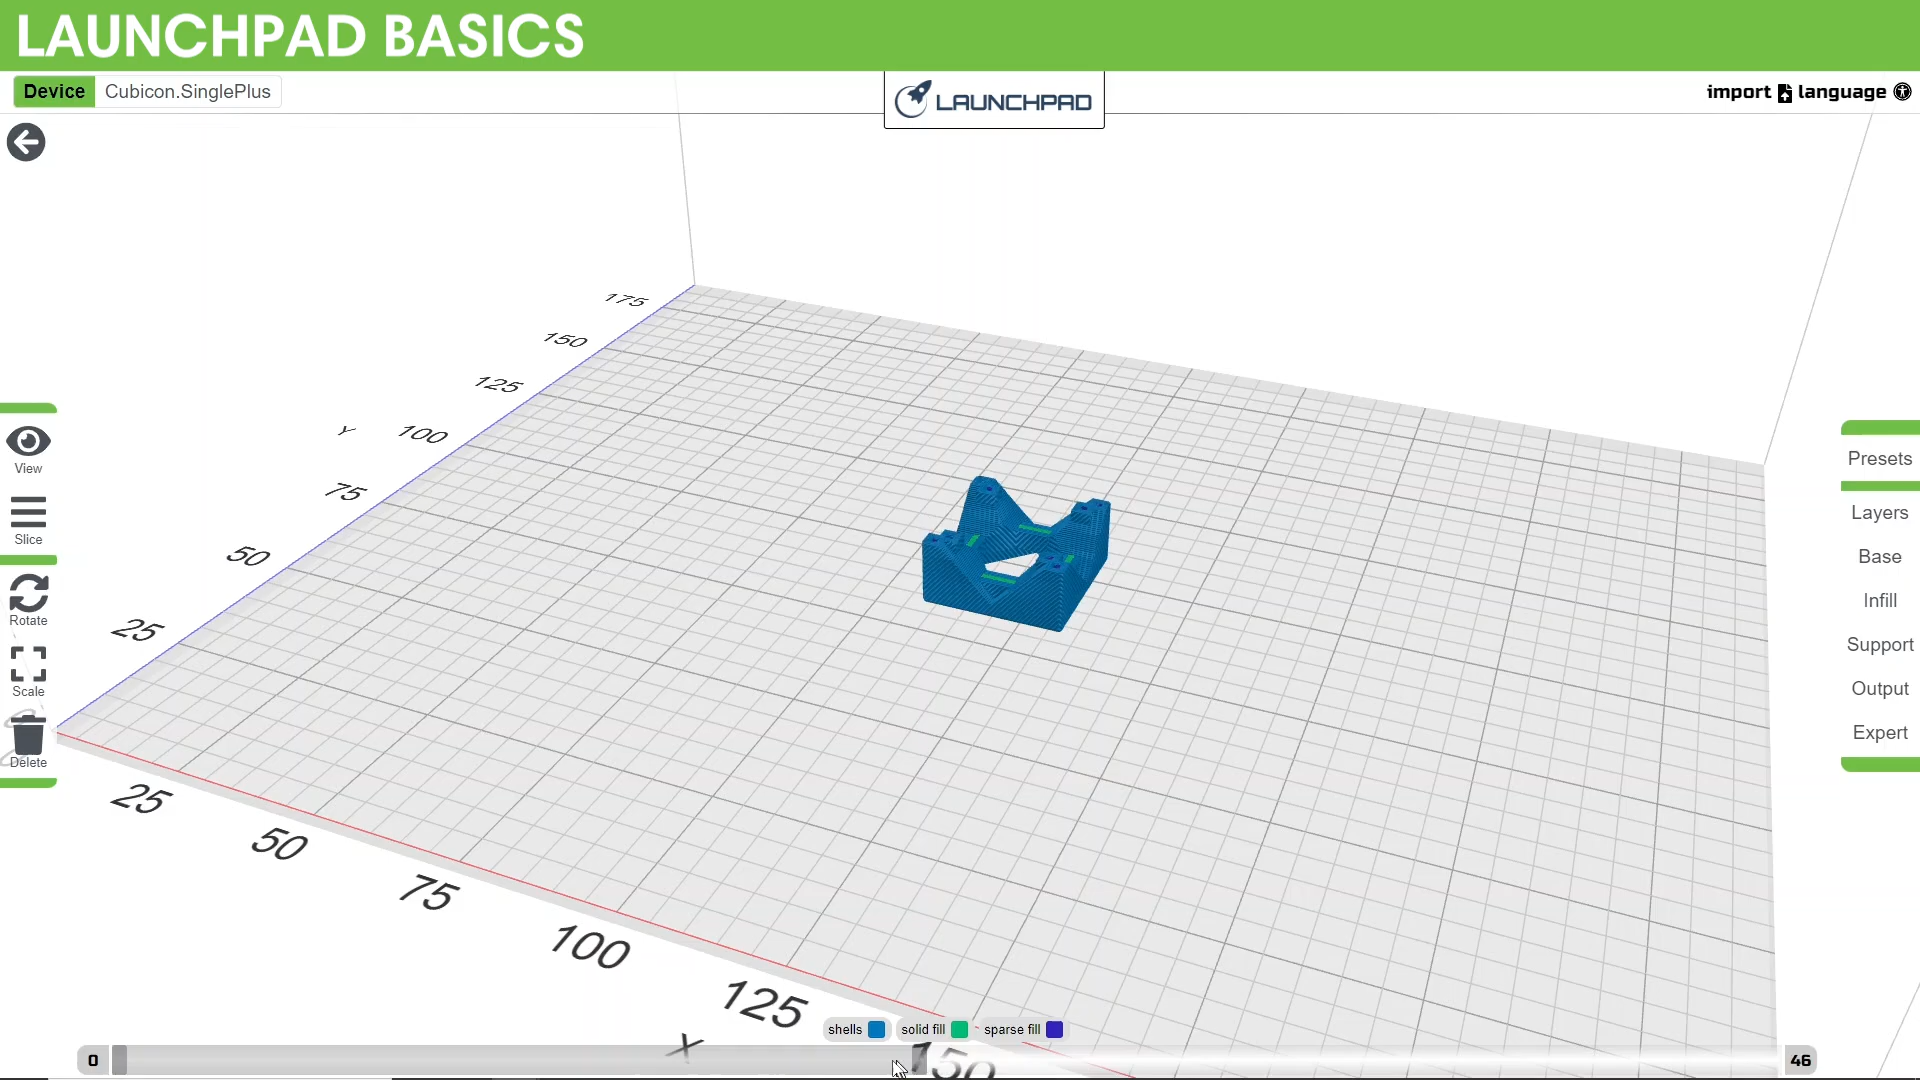 LAUNCHPAD BASICS
Device Cubicon.SinglePlus
LAUNCHPAD
import language
175
150
125
Y 100
75
50
25
View
Slice
Rotate
Scale
Delete
Presets
Layers
Base
Infill
Support
Output
Expert
25
50
75
100
125
X
150
shells solid fill sparse fill
0
46